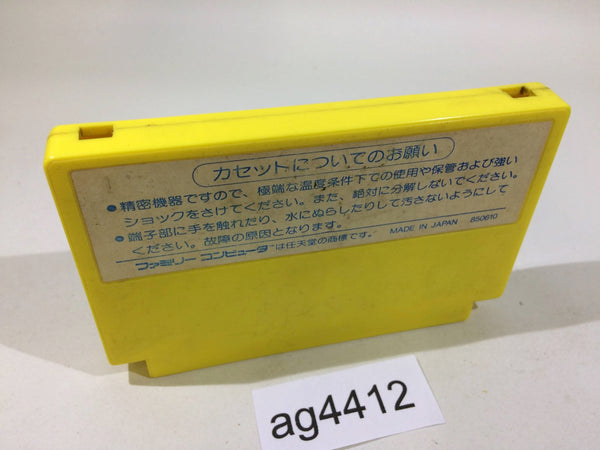 カセットについてのお願い
●精密機器ですので、極端な温度条件下での使用や保管および強い
ショックをさけてください。また、絶対に分解しないでください。
●端子部に手を触れたり、水にぬらしたりして汚さないようにして
ください。故障の原因となります。
ファミリー コンピュータ は任天堂の商標です。 MADE IN JAPAN 850610
ag4412